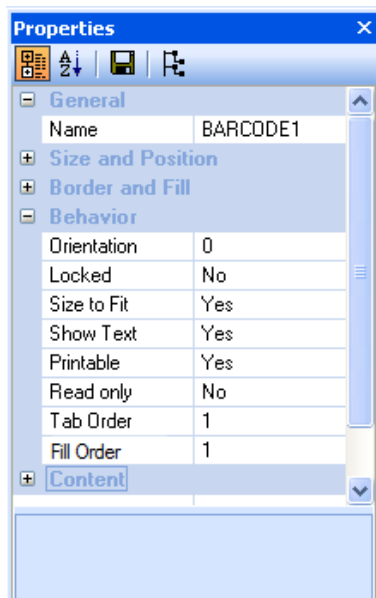 Properties
General
Name BARCODE1
Size and Position
Border and Fill
Behavior
Orientation 0
Locked No
Size to Fit Yes
Show Text Yes
Printable Yes
Read only No
Tab Order 1
Fill Order 1
Content